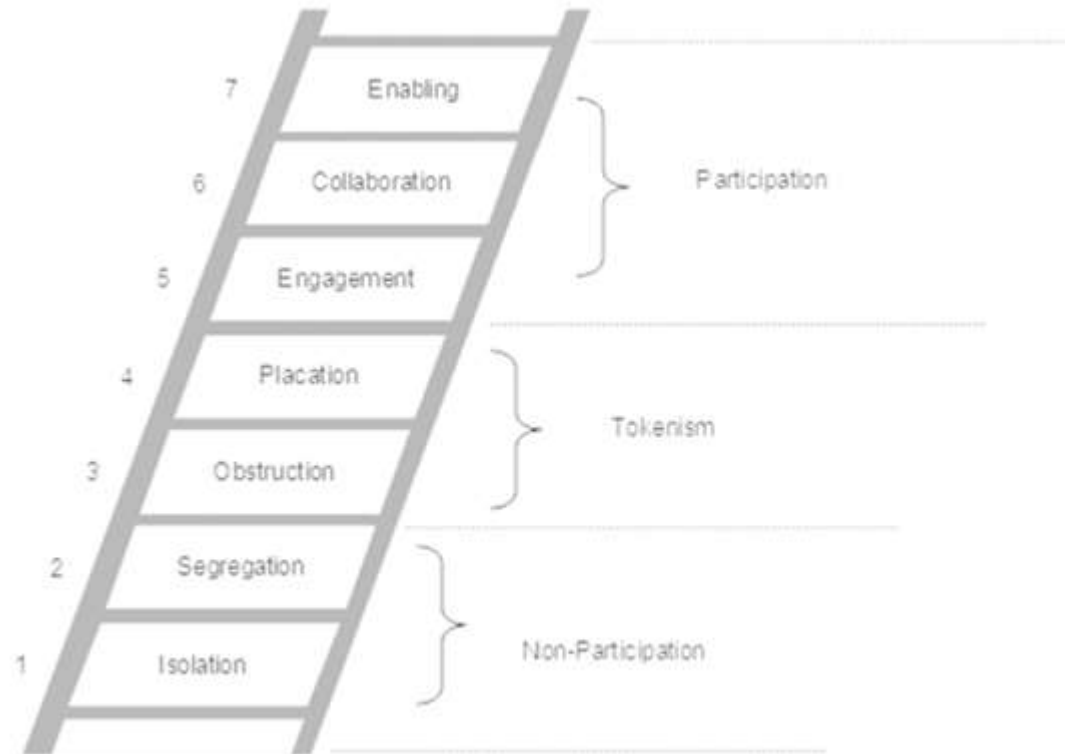 7 Enabling
6 Collaboration Participation
5 Engagement
4 Placation
Tokenism
3 Obstruction
2 Segregation
1 Isolation Non-Participation